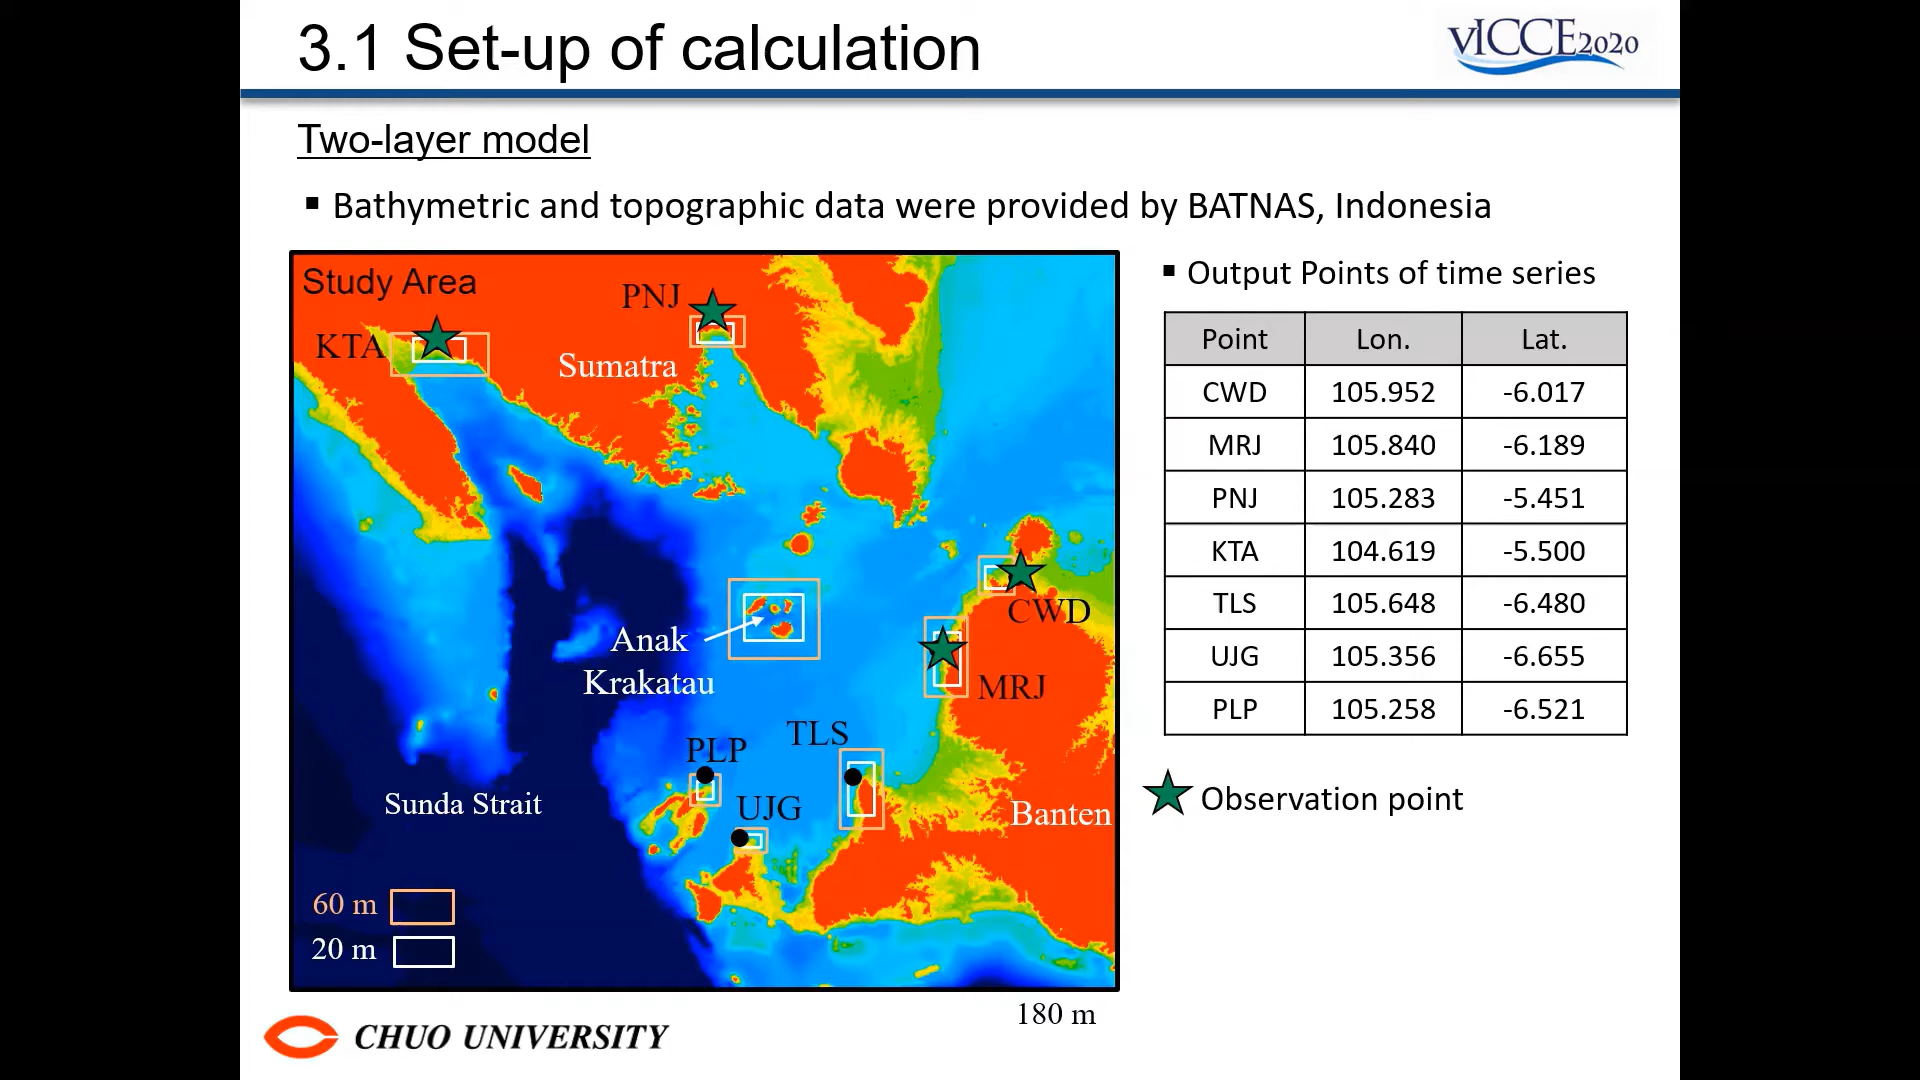 3.1 Set-up of calculation
vICCE2020
Two-layer model
▪ Bathymetric and topographic data were provided by BATNAS, Indonesia
Study Area
KTA
PNJ
Sumatra
Anak
Krakatau
CWD
MRJ
TLS
PLP
UJG
Sunda Strait
Banten
60 m
20 m
180 m
▪ Output Points of time series
Point Lon. Lat.
CWD 105.952 -6.017
MRJ 105.840 -6.189
PNJ 105.283 -5.451
KTA 104.619 -5.500
TLS 105.648 -6.480
UJG 105.356 -6.655
PLP 105.258 -6.521
Observation point
CHUO UNIVERSITY